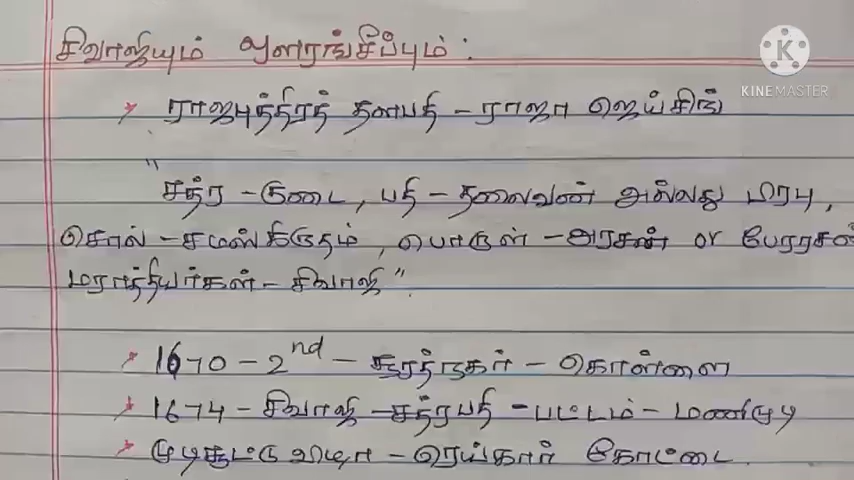 சிவாஜியும் ஔரங்சீப்பும் :
K KINEMASTER
* ராஜபுத்திரத் தளபதி - ராஜா ஜெய்சிங்
"சத்ர - குடை, பதி - தலைவன் அல்லது பிரபு,
சொல் - சமஸ்கிருதம், பொருள் - அரசன் or பேரரசன்
மராத்தியர்கள் - சிவாஜி"
* 1670 - 2nd - சூரத்நகர் - கொள்ளை
* 1674 - சிவாஜி - சத்ரபதி - பட்டம் - மணிமுடி
* முடிசூட்டு விழா - ரெய்கார் கோட்டை